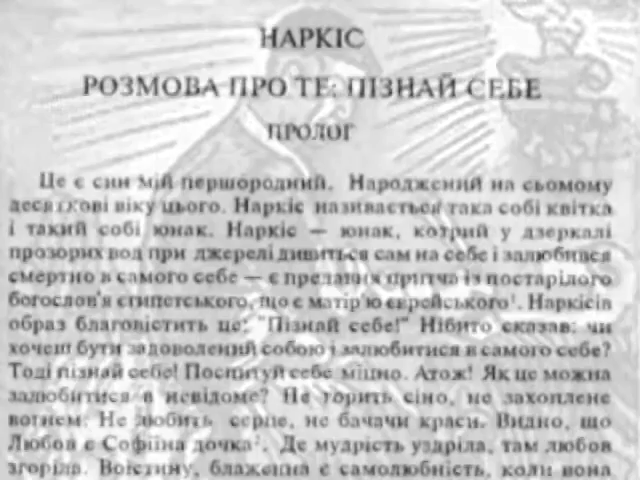 НАРКІС
РОЗМОВА ПРО ТЕ: ПІЗНАЙ СЕБЕ
ПРОЛОГ
Це є син мій першородний. Народжений на сьомому
десяткові віку цього. Наркіс називається така собі квітка
і такий собі юнак. Наркіс — юнак, котрий у дзеркалі
прозорих вод при джерелі дивиться сам на себе і залюбився
смертно в самого себе — є предавня притча із постарілого
богослов'я єгипетського, що є матір'ю єврейського¹. Наркісів
образ благовістить це: "Пізнай себе!" Нібито сказав: чи
хочеш бути задоволений собою і залюбитися в самого себе?
Тоді пізнай себе! Поспитуй себе міцно. Атож! Як це можна
залюбитися в невідоме? Не горить сіно, не захоплене
вогнем. Не любить серце, не бачачи краси. Видно, що
Любов є Софіїна дочка². Де мудрість уздріла, там любов
згоріла. Воістину, блаженна є самолюбність, коли вона